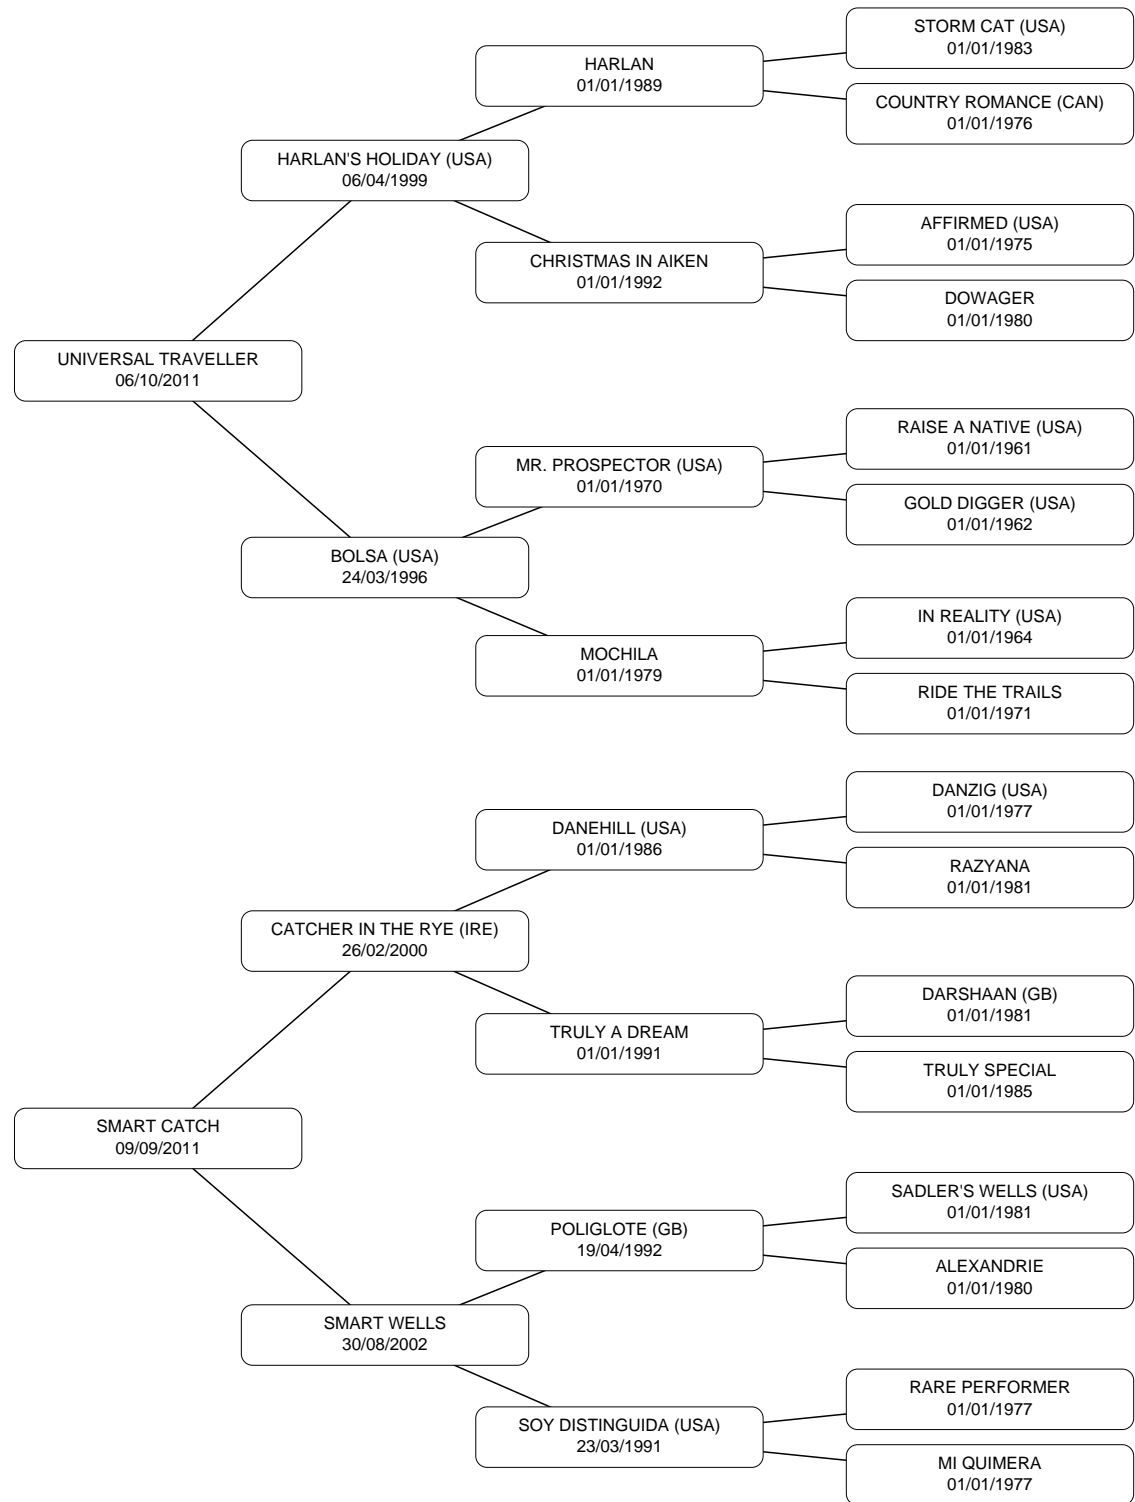 STORM CAT (USA)
01/01/1983
HARLAN
01/01/1989
COUNTRY ROMANCE (CAN)
01/01/1976
HARLAN'S HOLIDAY (USA)
06/04/1999
AFFIRMED (USA)
01/01/1975
CHRISTMAS IN AIKEN
01/01/1992
DOWAGER
01/01/1980
UNIVERSAL TRAVELLER
06/10/2011
RAISE A NATIVE (USA)
01/01/1961
MR. PROSPECTOR (USA)
01/01/1970
GOLD DIGGER (USA)
01/01/1962
BOLSA (USA)
24/03/1996
IN REALITY (USA)
01/01/1964
MOCHILA
01/01/1979
RIDE THE TRAILS
01/01/1971
DANZIG (USA)
01/01/1977
DANEHILL (USA)
01/01/1986
RAZYANA
01/01/1981
CATCHER IN THE RYE (IRE)
26/02/2000
DARSHAAN (GB)
01/01/1981
TRULY A DREAM
01/01/1991
TRULY SPECIAL
01/01/1985
SMART CATCH
09/09/2011
SADLER'S WELLS (USA)
01/01/1981
POLIGLOTE (GB)
19/04/1992
ALEXANDRIE
01/01/1980
SMART WELLS
30/08/2002
RARE PERFORMER
01/01/1977
SOY DISTINGUIDA (USA)
23/03/1991
MI QUIMERA
01/01/1977